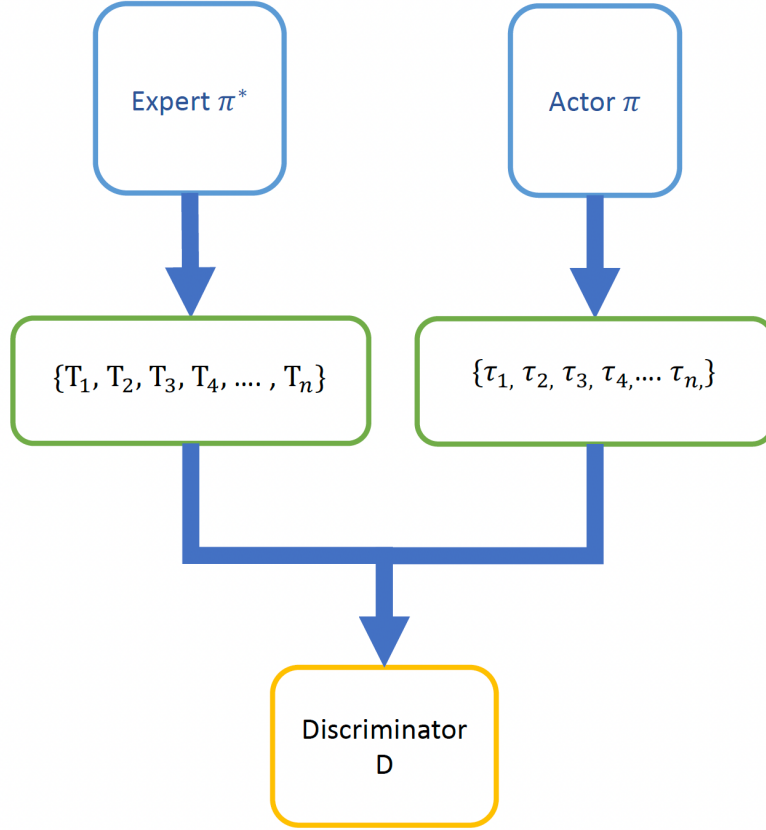 Expert π*
Actor π
{T₁, T₂, T₃, T₄, .... , Tₙ}
{τ₁, τ₂, τ₃, τ₄,.... τₙ,}
Discriminator
D